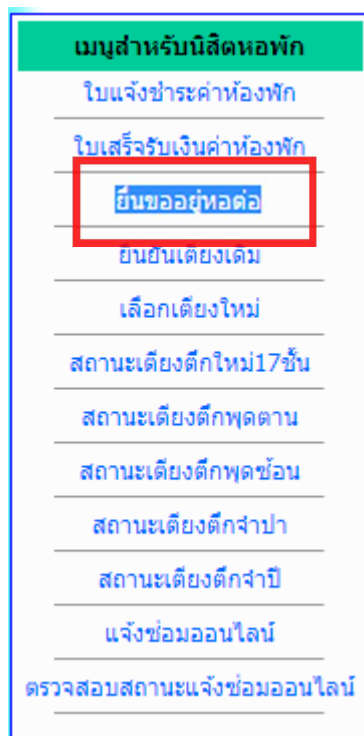 เมนูสำหรับนิสิตหอพัก
ใบแจ้งชำระค่าห้องพัก
ใบเสร็จรับเงินค่าห้องพัก
ยื่นขออยู่หอต่อ
ยืนยันเตียงเดิม
เลือกเตียงใหม่
สถานะเตียงตึกใหม่17ชั้น
สถานะเตียงตึกพุดตาน
สถานะเตียงตึกพุดซ้อน
สถานะเตียงตึกจำปา
สถานะเตียงตึกจำปี
แจ้งซ่อมออนไลน์
ตรวจสอบสถานะแจ้งซ่อมออนไลน์